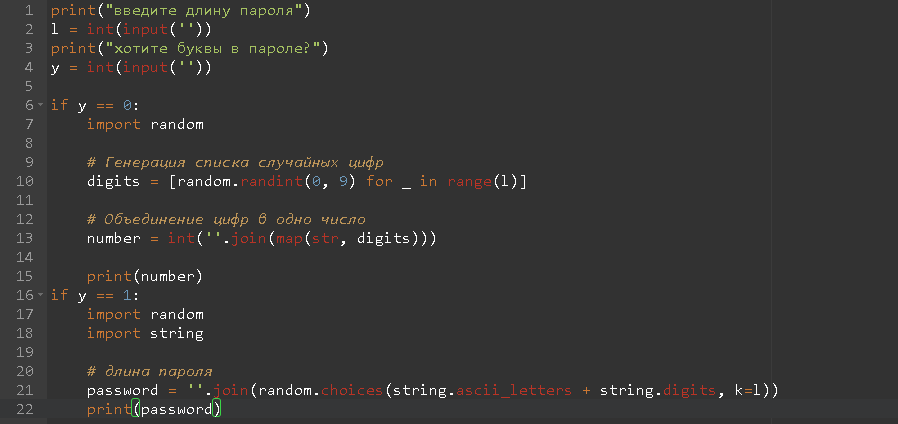 1 print("введите длину пароля")
2 l = int(input(''))
3 print("хотите буквы в пароле?")
4 y = int(input(''))
5
6 if y == 0:
7     import random
8
9     # Генерация списка случайных цифр
10     digits = [random.randint(0, 9) for _ in range(l)]
11
12     # Объединение цифр в одно число
13     number = int(''.join(map(str, digits)))
14
15     print(number)
16 if y == 1:
17     import random
18     import string
19
20     # длина пароля
21     password = ''.join(random.choices(string.ascii_letters + string.digits, k=l))
22     print(password)